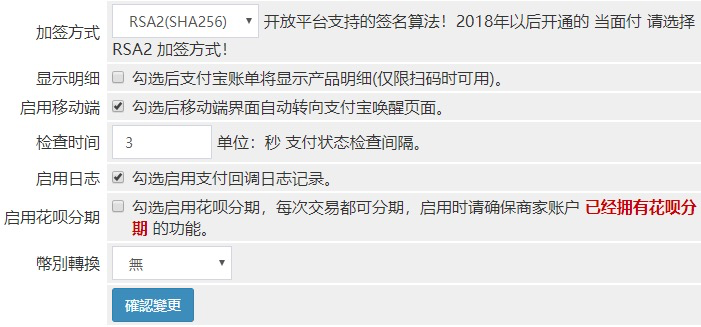 加签方式 RSA2(SHA256) 开放平台支持的签名算法！2018年以后开通的 当面付 请选择
RSA2 加签方式！
显示明细 勾选后支付宝账单将显示产品明细(仅限扫码时可用)。
启用移动端 勾选后移动端界面自动转向支付宝唤醒页面。
检查时间 3 单位：秒 支付状态检查间隔。
启用日志 勾选启用支付回调日志记录。
启用花呗分期 勾选启用花呗分期，每次交易都可分期，启用时请确保商家账户 已经拥有花呗分
期 的功能。
幣別轉換 無
確認變更